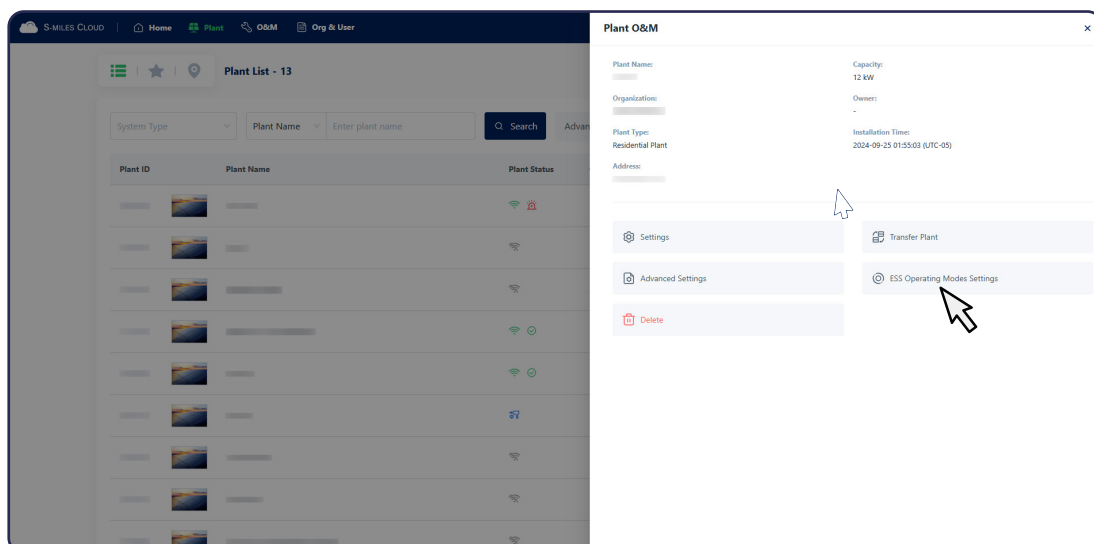 S-MILES CLOUD Home Plant O&M Org & User
Plant List - 13
System Type Plant Name Enter plant name Search Advan
Plant ID Plant Name Plant Status
Plant O&M
Plant Name: Capacity:
12 kW
Organization: Owner:
-
Plant Type: Installation Time:
Residential Plant 2024-09-25 01:55:03 (UTC-05)
Address:
Settings Transfer Plant
Advanced Settings ESS Operating Modes Settings
Delete